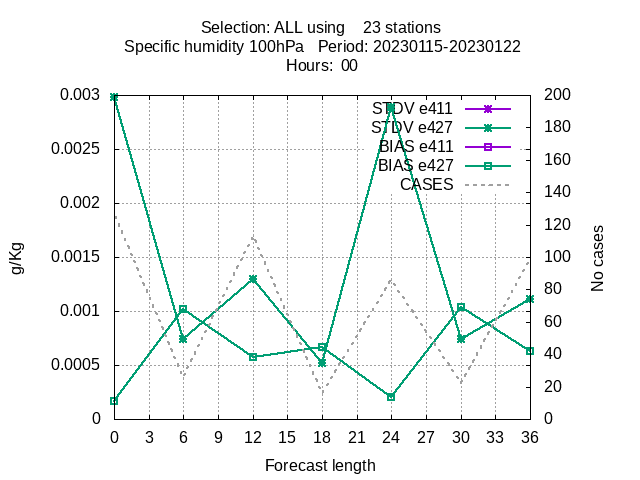 Selection: ALL using    23 stations
Specific humidity 100hPa   Period: 20230115-20230122
Hours:  00
0.003
0.0025
0.002
0.0015
0.001
0.0005
0
g/Kg
STDV e411
STDV e427
BIAS e411
BIAS e427
CASES
200
180
160
140
120
100
80
60
40
20
0
No cases
0 3 6 9 12 15 18 21 24 27 30 33 36
Forecast length